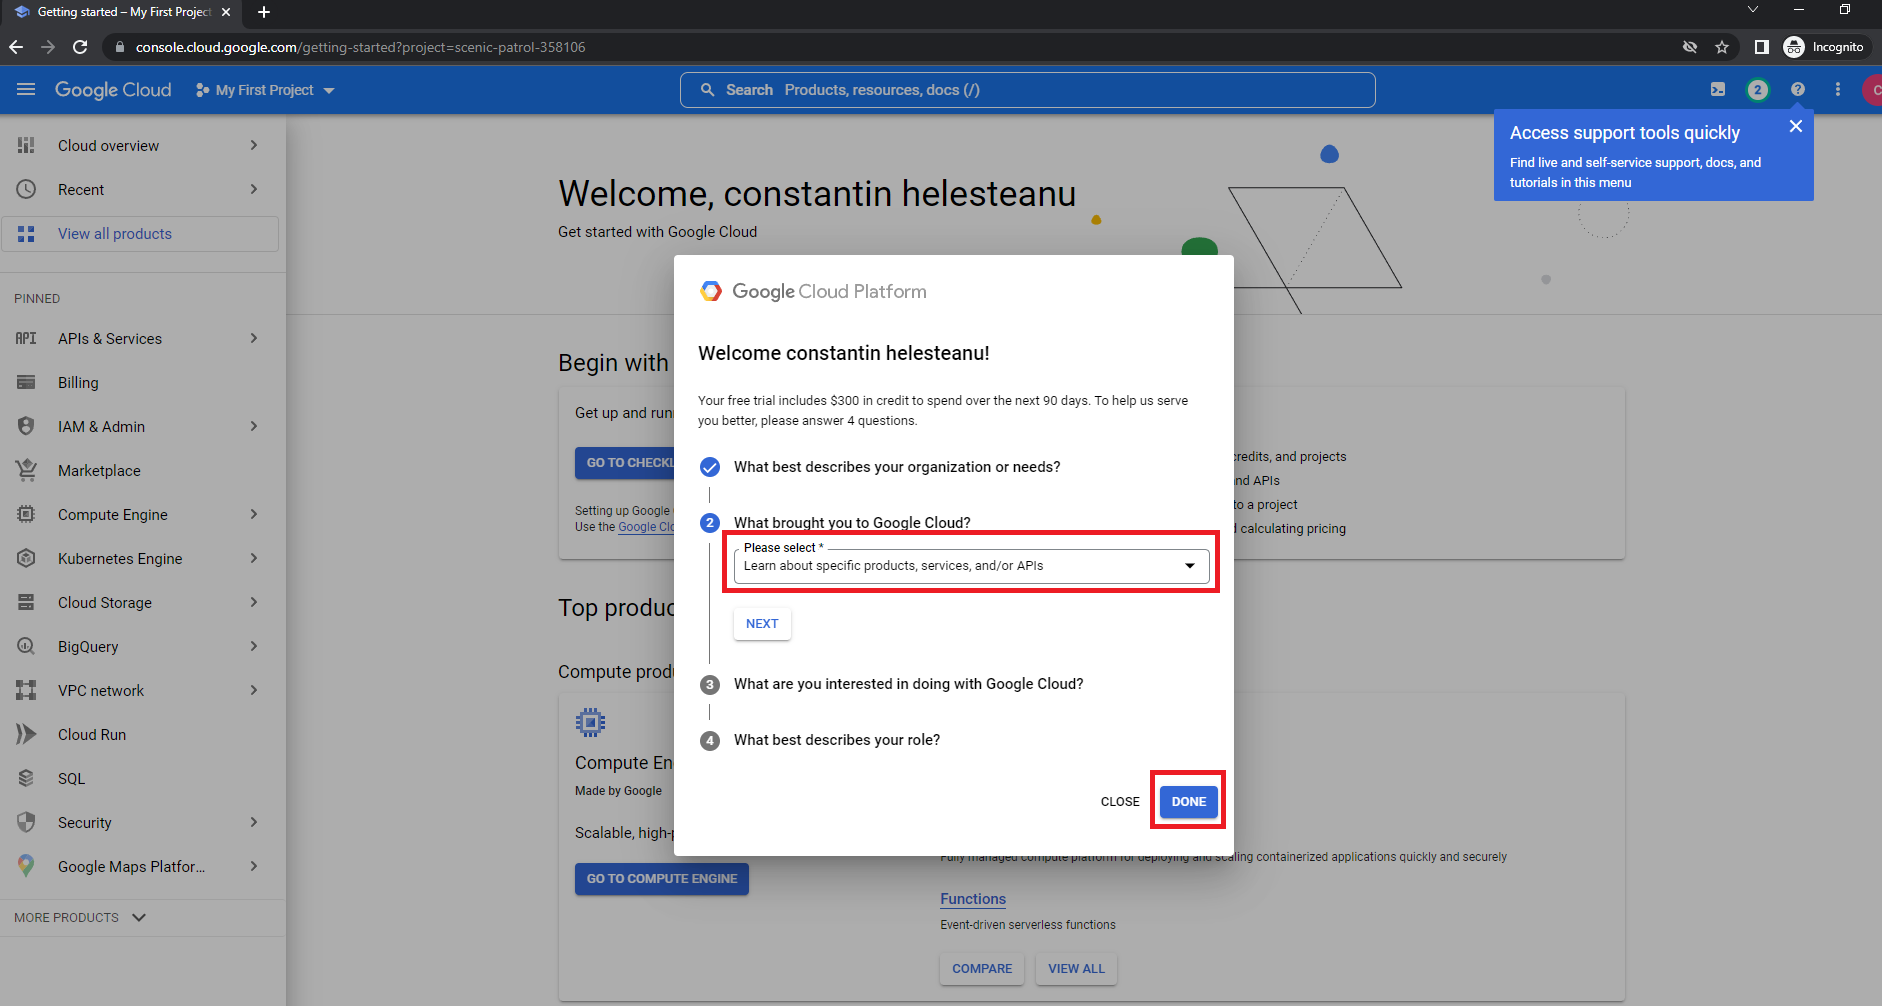 Getting started – My First Project
console.cloud.google.com/getting-started?project=scenic-patrol-358106
Incognito
Google Cloud
My First Project
Search Products, resources, docs (/)
2
C
Access support tools quickly
Find live and self-service support, docs, and
tutorials in this menu
Cloud overview
Recent
View all products
PINNED
API APIs & Services
Billing
IAM & Admin
Marketplace
Compute Engine
Kubernetes Engine
Cloud Storage
BigQuery
VPC network
Cloud Run
SQL
Security
Google Maps Platfor...
MORE PRODUCTS
Welcome, constantin helesteanu
Get started with Google Cloud
Begin with
Get up and run
GO TO CHECKL
Setting up Google
Use the Google Clo
redits, and projects
nd APIs
to a project
calculating pricing
Top produc
Compute produ
Compute En
Made by Google
Scalable, high-p
GO TO COMPUTE ENGINE
Fully managed compute platform for deploying and scaling containerized applications quickly and securely
Functions
Event-driven serverless functions
COMPARE
VIEW ALL
Google Cloud Platform
Welcome constantin helesteanu!
Your free trial includes $300 in credit to spend over the next 90 days. To help us serve
you better, please answer 4 questions.
What best describes your organization or needs?
2 What brought you to Google Cloud?
Please select *
Learn about specific products, services, and/or APIs
NEXT
3 What are you interested in doing with Google Cloud?
4 What best describes your role?
CLOSE
DONE